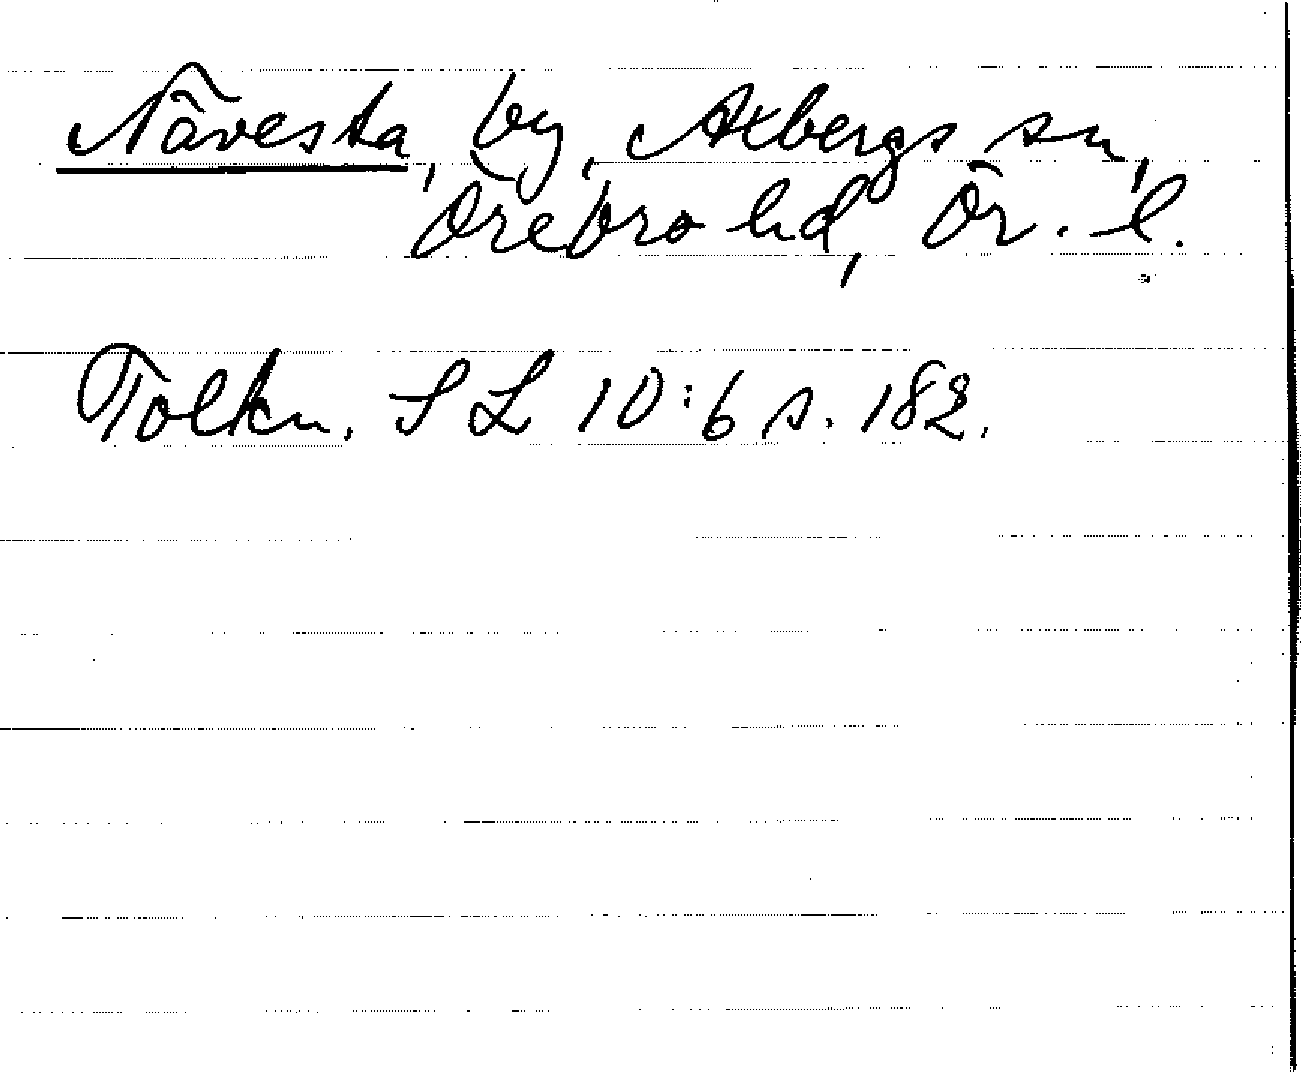 Nävesta, by, Axbergs sn,
Örebro hd, Ör. l.
Tolkn. SL 10:6 s. 182.